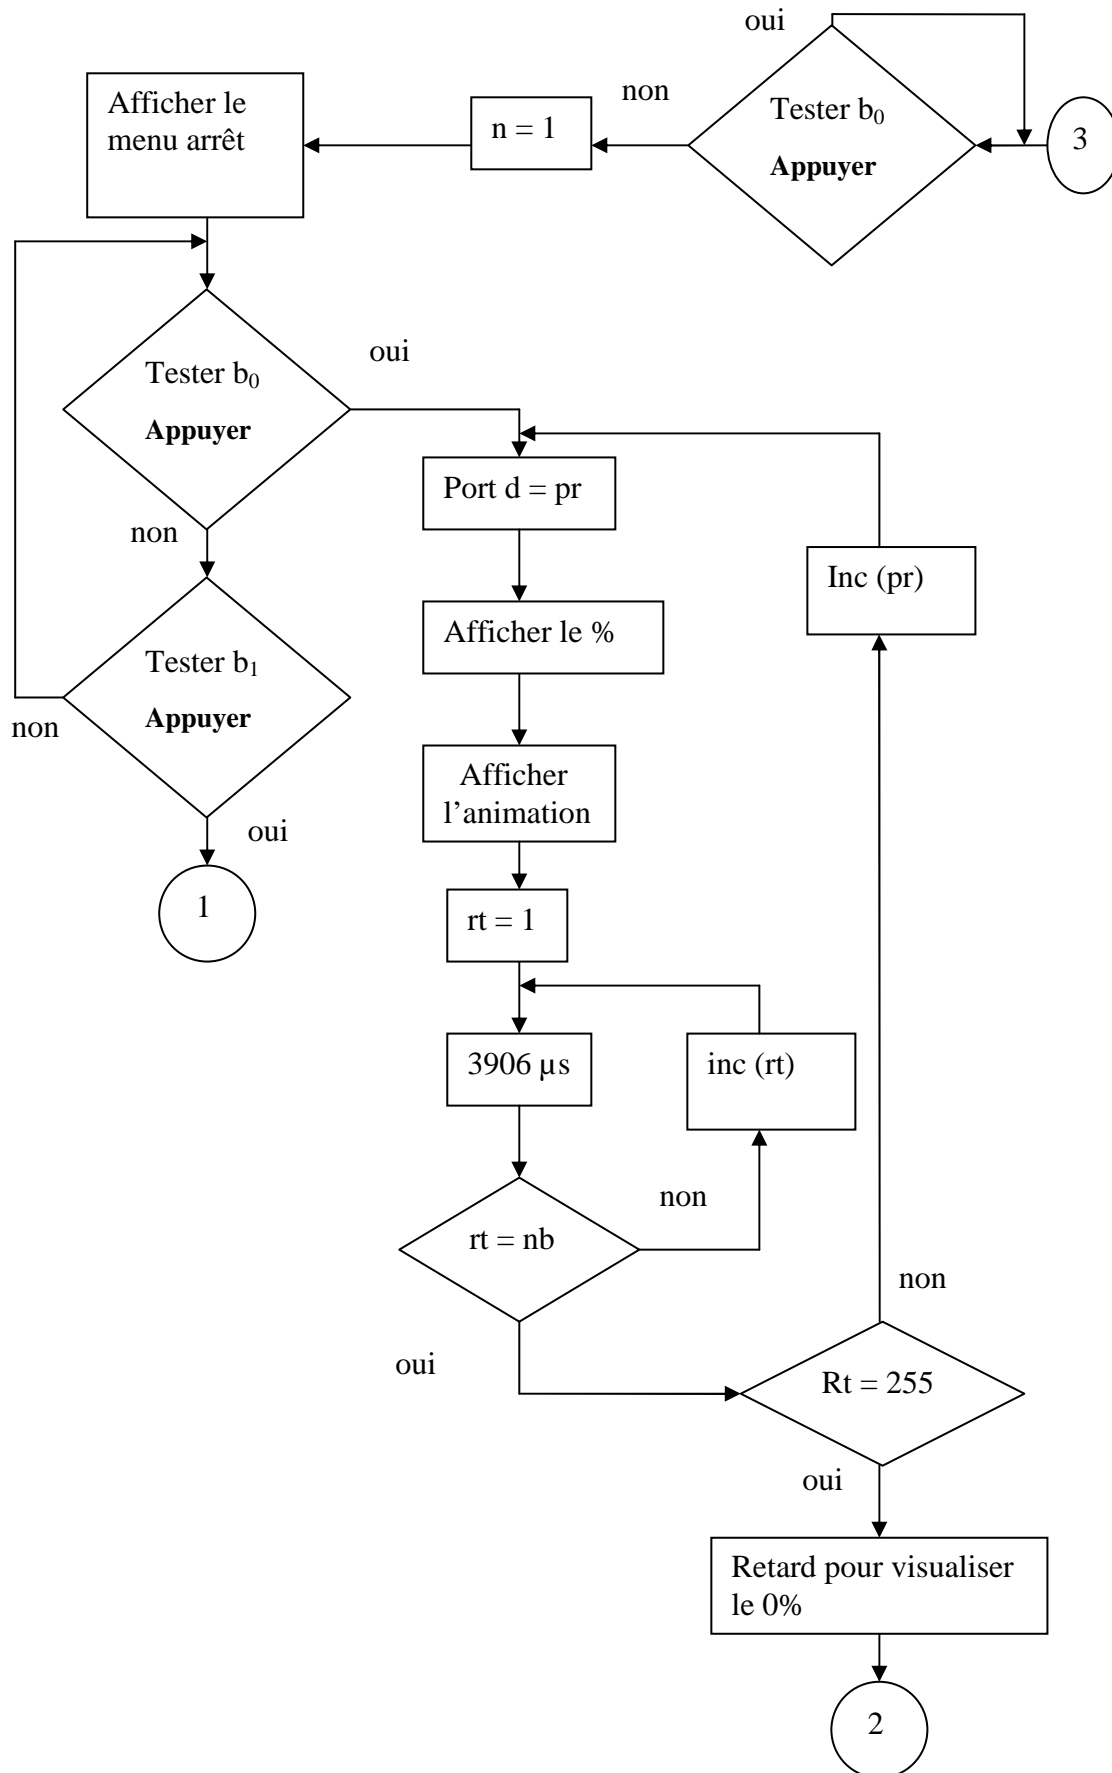 oui
Afficher le
menu arrêt
n = 1
non
Tester b₀
Appuyer
3
Tester b₀
Appuyer
oui
non
Port d = pr
Inc (pr)
Afficher le %
Tester b₁
Appuyer
non
oui
1
Afficher
l’animation
rt = 1
3906 µs
inc (rt)
rt = nb
non
oui
non
Rt = 255
oui
Retard pour visualiser
le 0%
2